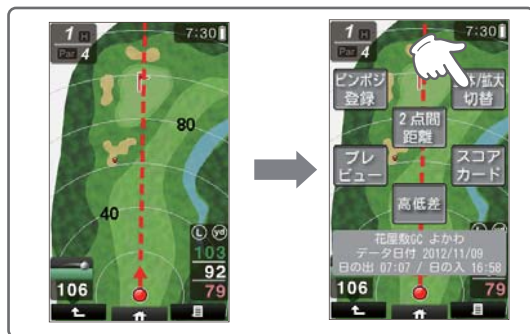 1 H
Par 4
7:30
80
40
L yd
103
92
79
106
1 H
Par 4
7:30
ピンポジ
登録
/拡大
切替
2点間
距離
プレ
ビュー
スコア
カード
高低差
花屋敷GC よかわ
データ日付 2012/11/09
日の出 07:07 / 日の入 16:58
106
79